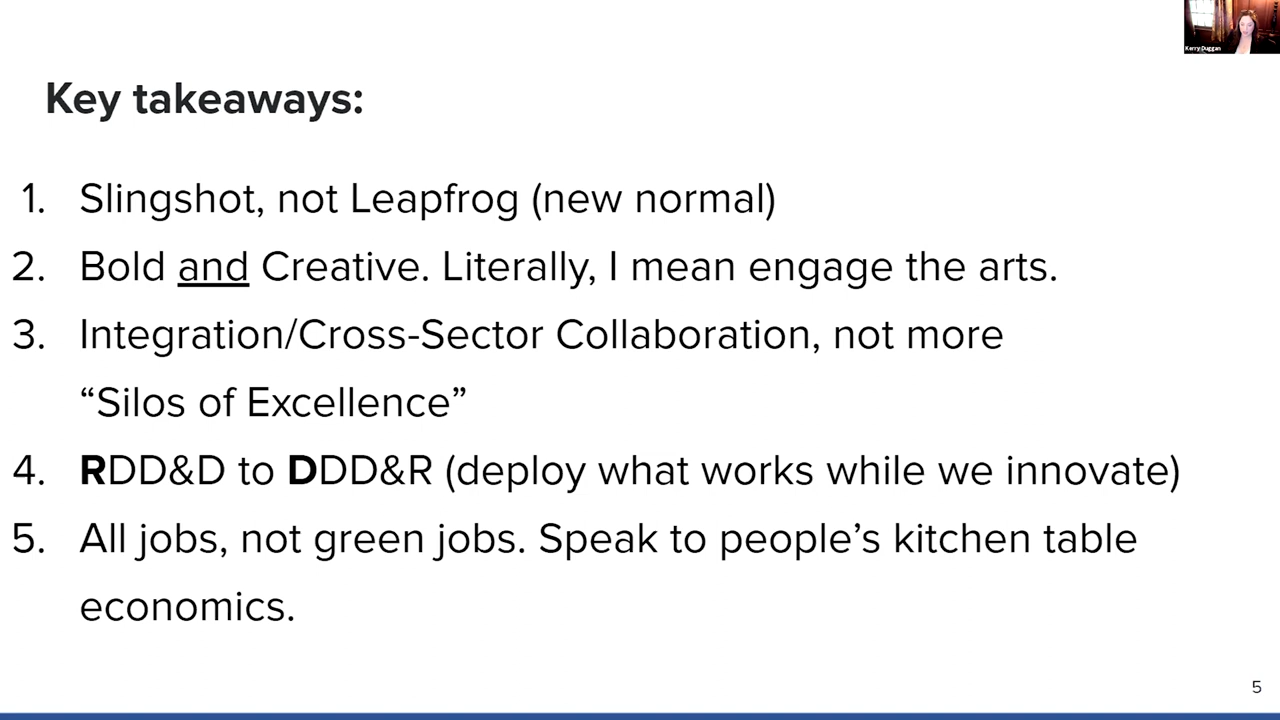 Kerry Duggan
Key takeaways:
1. Slingshot, not Leapfrog (new normal)
2. Bold and Creative. Literally, I mean engage the arts.
3. Integration/Cross-Sector Collaboration, not more
“Silos of Excellence”
4. RDD&D to DDD&R (deploy what works while we innovate)
5. All jobs, not green jobs. Speak to people’s kitchen table
economics.
5